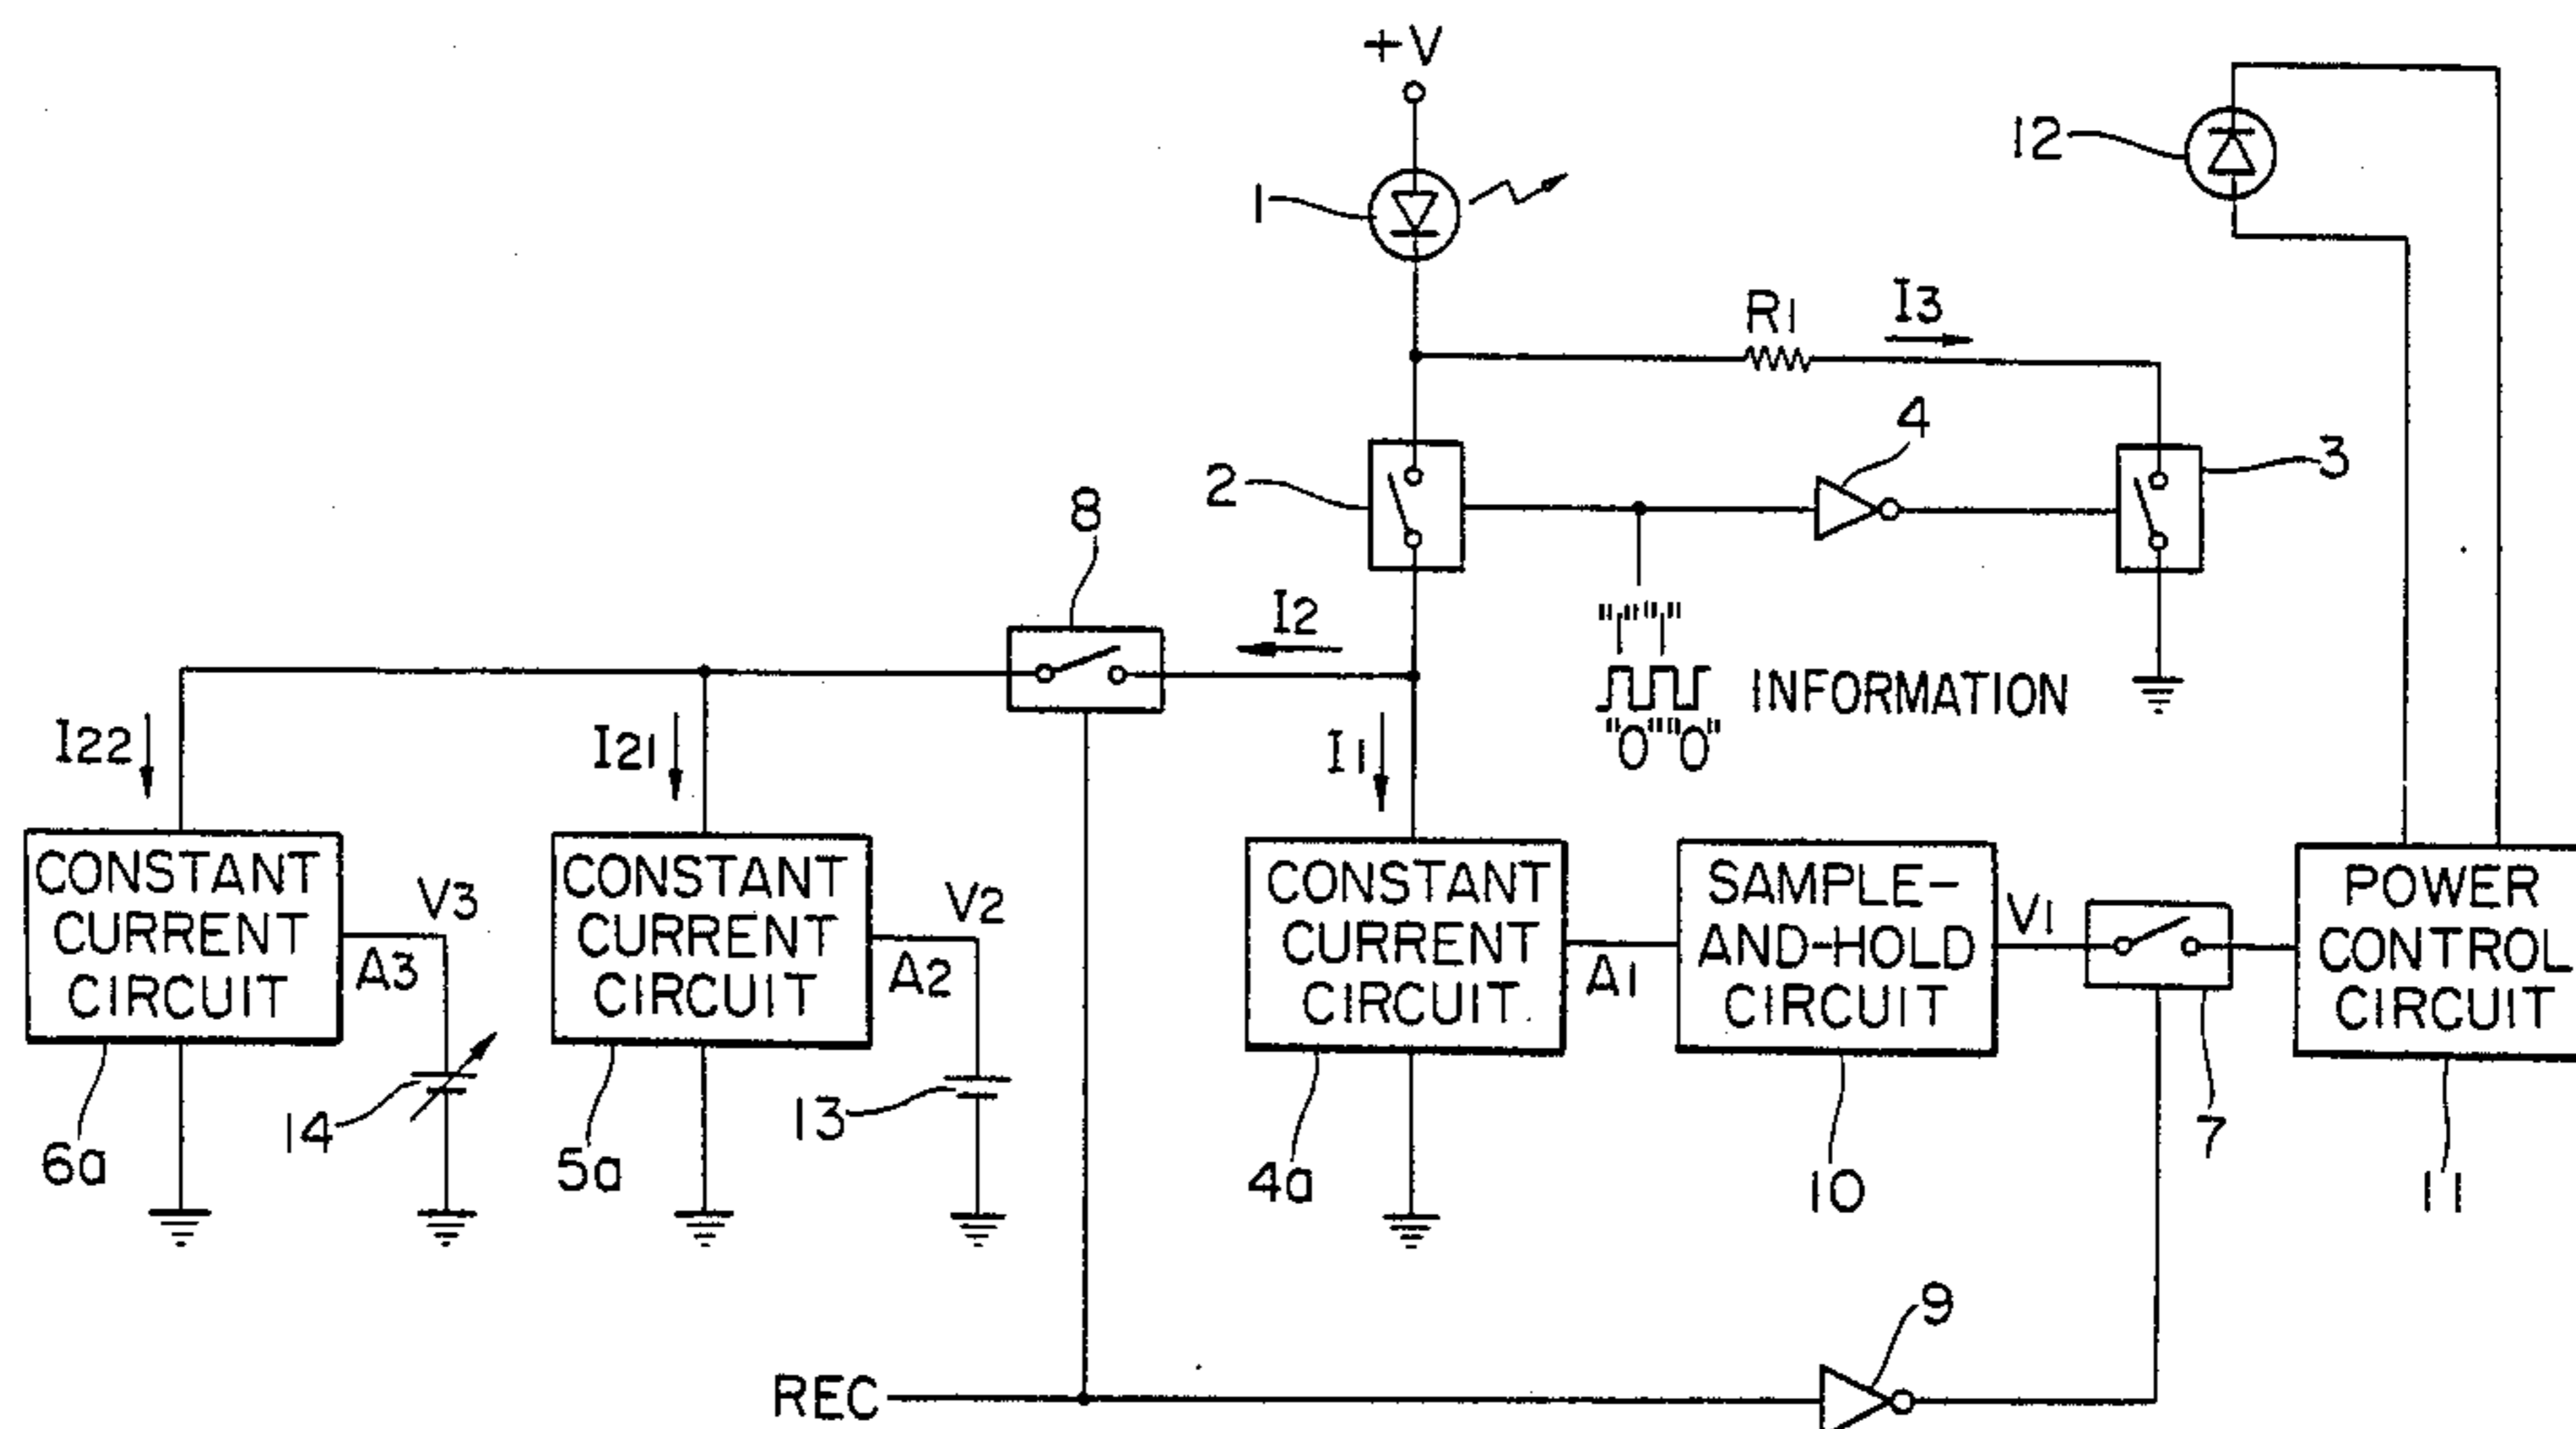 +V
12
1
R1
I3
4
2
3
8
I2
"1" "1"
INFORMATION
"0" "0"
I22
I21
I1
CONSTANT CURRENT CIRCUIT
V3
A3
CONSTANT CURRENT CIRCUIT
V2
A2
CONSTANT CURRENT CIRCUIT
A1
SAMPLE-AND-HOLD CIRCUIT
V1
POWER CONTROL CIRCUIT
14
13
6a
5a
4a
10
7
11
9
REC